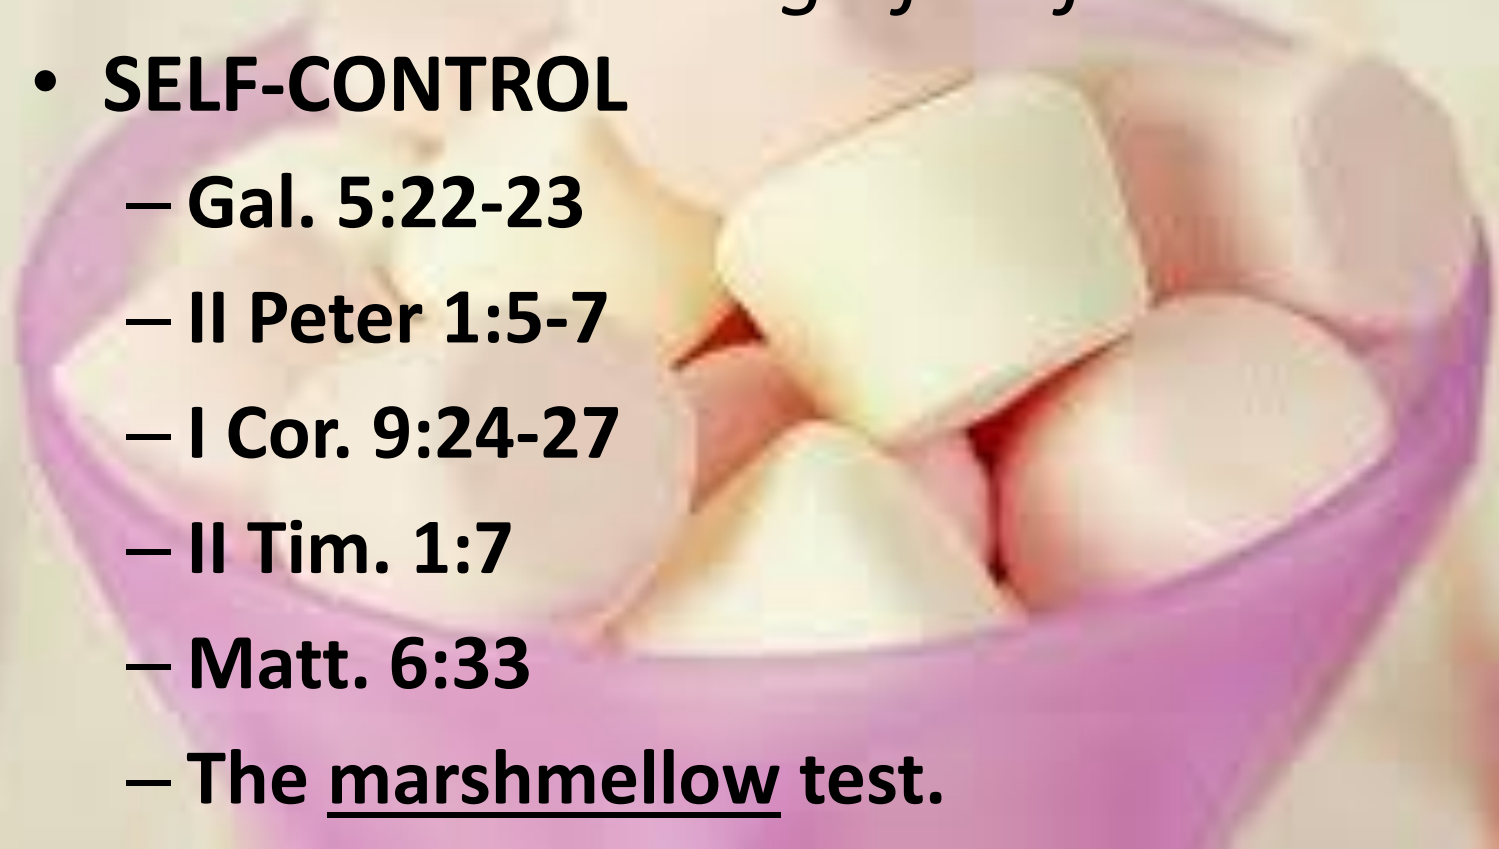 • SELF-CONTROL
– Gal. 5:22-23
– II Peter 1:5-7
– I Cor. 9:24-27
– II Tim. 1:7
– Matt. 6:33
– The marshmellow test.